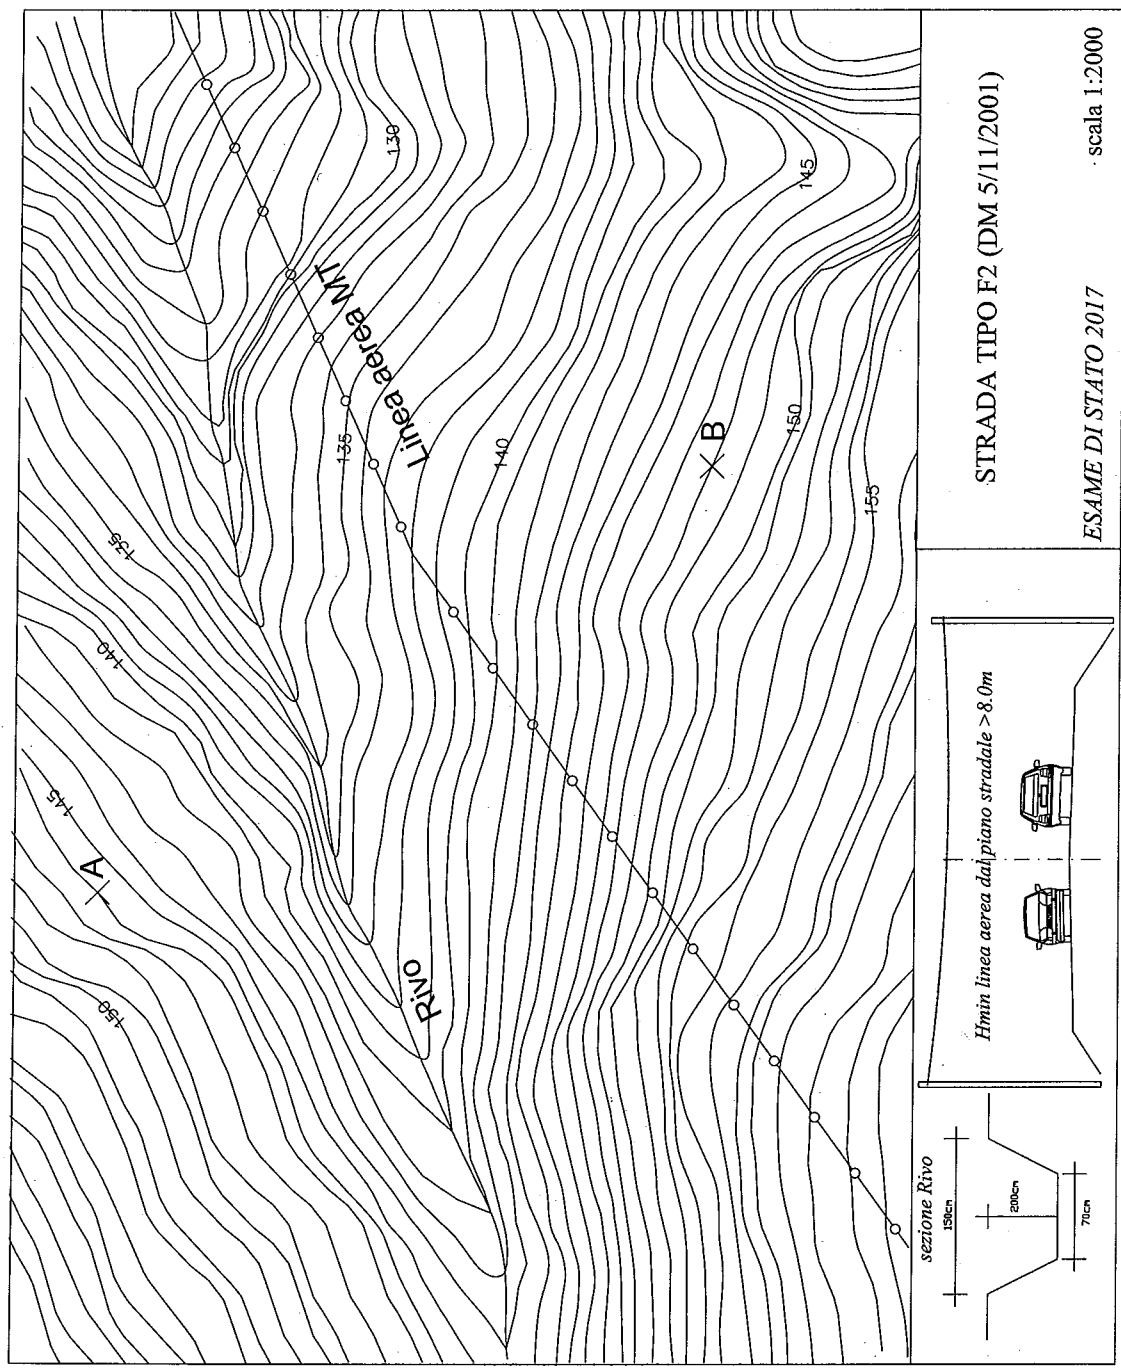 STRADA TIPO F2 (DM 5/11/2001)
ESAME DI STATO 2017
scala 1:2000
Linea aerea MT
Rivo
A
B
130
135
140
145
150
155
135
140
145
150
Hmin linea aerea dal piano stradale >8.0m
sezione Rivo
150cm
200cm
70cm